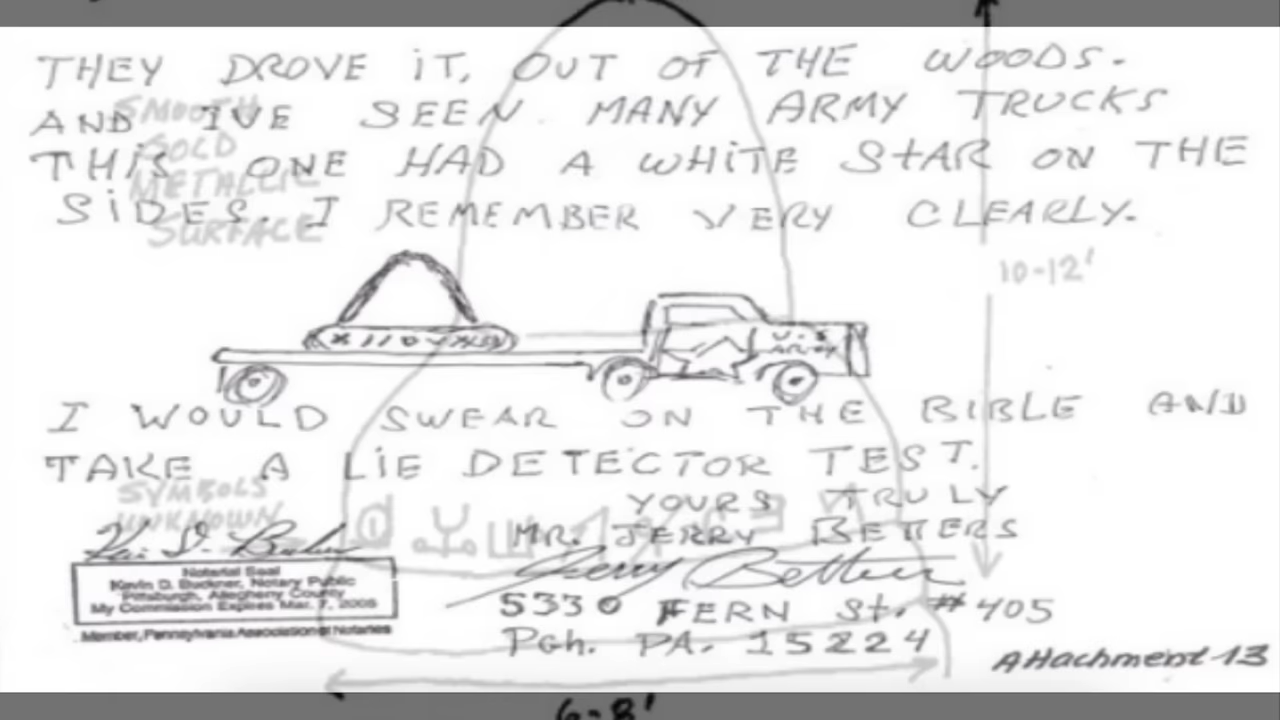 THEY DROVE iT, OUT OF THE WOODS.
AND IVE SEEN MANY ARMY TRUCKS
THiS ONE HAD A WHiTE StAR ON THE
SiDES. I REMEMBER VERY CLEARLY.
SMOOTH
GOLD
METALLIC
SURFACE
10-12'
U.S
ARMY
I WOULD SWEAR ON THE BIBLE AND
TAKE A LiE DETECTOR TEST.
SYMBOLS
UNKNOWN
YOURS TRULY
MR. JERRY BETTERS
Jerry Betters
5330 FERN St. #405
Pgh. PA. 15224
Notarial Seal
Kevin D. Buckner, Notary Public
Pittsburgh, Allegheny County
My Commission Expires Mar. 7, 2005
Member, Pennsylvania Association of Notaries
Attachment 13
6-8'